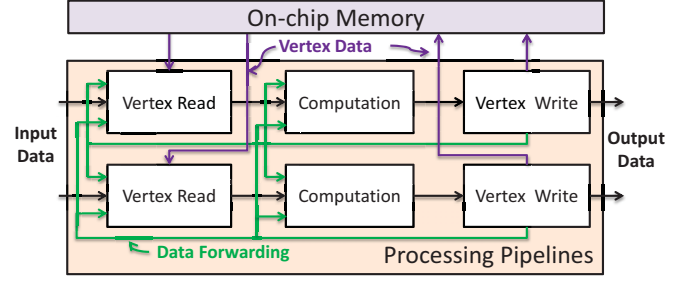 On-chip Memory
Vertex Data
Vertex Read
Computation
Vertex Write
Input
Data
Output
Data
Vertex Read
Computation
Vertex Write
Data Forwarding
Processing Pipelines